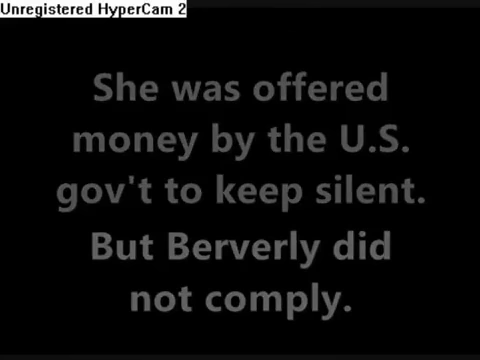 Unregistered HyperCam 2
She was offered
money by the U.S.
gov't to keep silent.
But Berverly did
not comply.